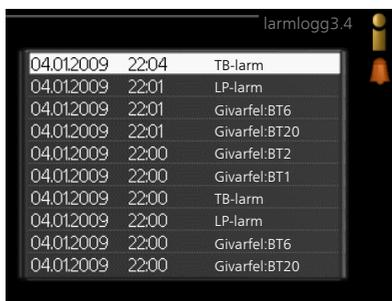 larmlogg3.4
04.01.2009 22:04 TB-larm
04.01.2009 22:01 LP-larm
04.01.2009 22:01 Givarfel:BT6
04.01.2009 22:01 Givarfel:BT20
04.01.2009 22:00 Givarfel:BT2
04.01.2009 22:00 Givarfel:BT1
04.01.2009 22:00 TB-larm
04.01.2009 22:00 LP-larm
04.01.2009 22:00 Givarfel:BT6
04.01.2009 22:00 Givarfel:BT20